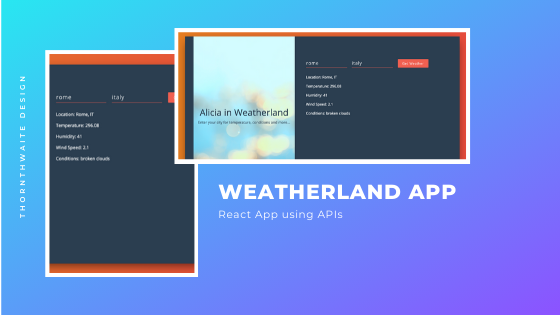 THORNTHWAITE DESIGN
rome italy
Location: Rome, IT
Temperature: 296.08
Humidity: 41
Wind Speed: 2.1
Conditions: broken clouds
Alicia in Weatherland
Enter your city for temperature, conditions and more...
rome italy Get Weather
Location: Rome, IT
Temperature: 296.08
Humidity: 41
Wind Speed: 2.1
Conditions: broken clouds
WEATHERLAND APP
React App using APIs